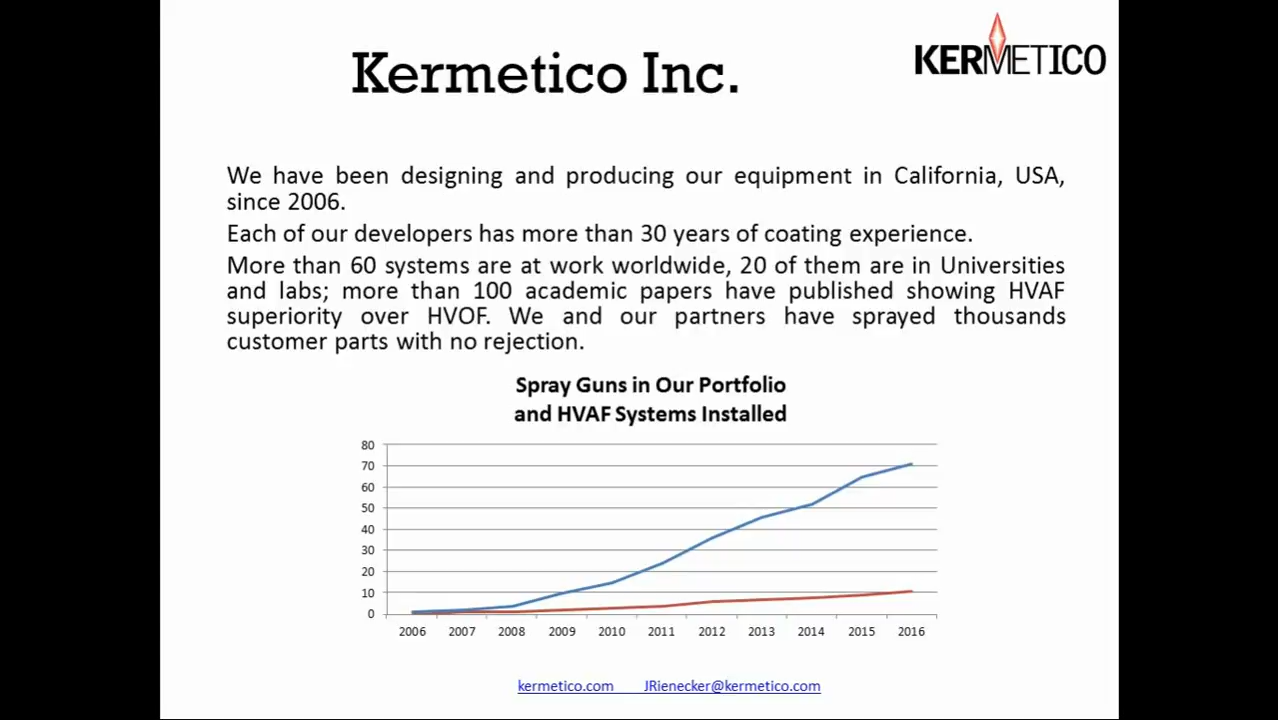 Kermetico Inc.
KERMETICO
We have been designing and producing our equipment in California, USA,
since 2006.
Each of our developers has more than 30 years of coating experience.
More than 60 systems are at work worldwide, 20 of them are in Universities
and labs; more than 100 academic papers have published showing HVAF
superiority over HVOF. We and our partners have sprayed thousands
customer parts with no rejection.
Spray Guns in Our Portfolio
and HVAF Systems Installed
80
70
60
50
40
30
20
10
0
2006 2007 2008 2009 2010 2011 2012 2013 2014 2015 2016
kermetico.com JRienecker@kermetico.com